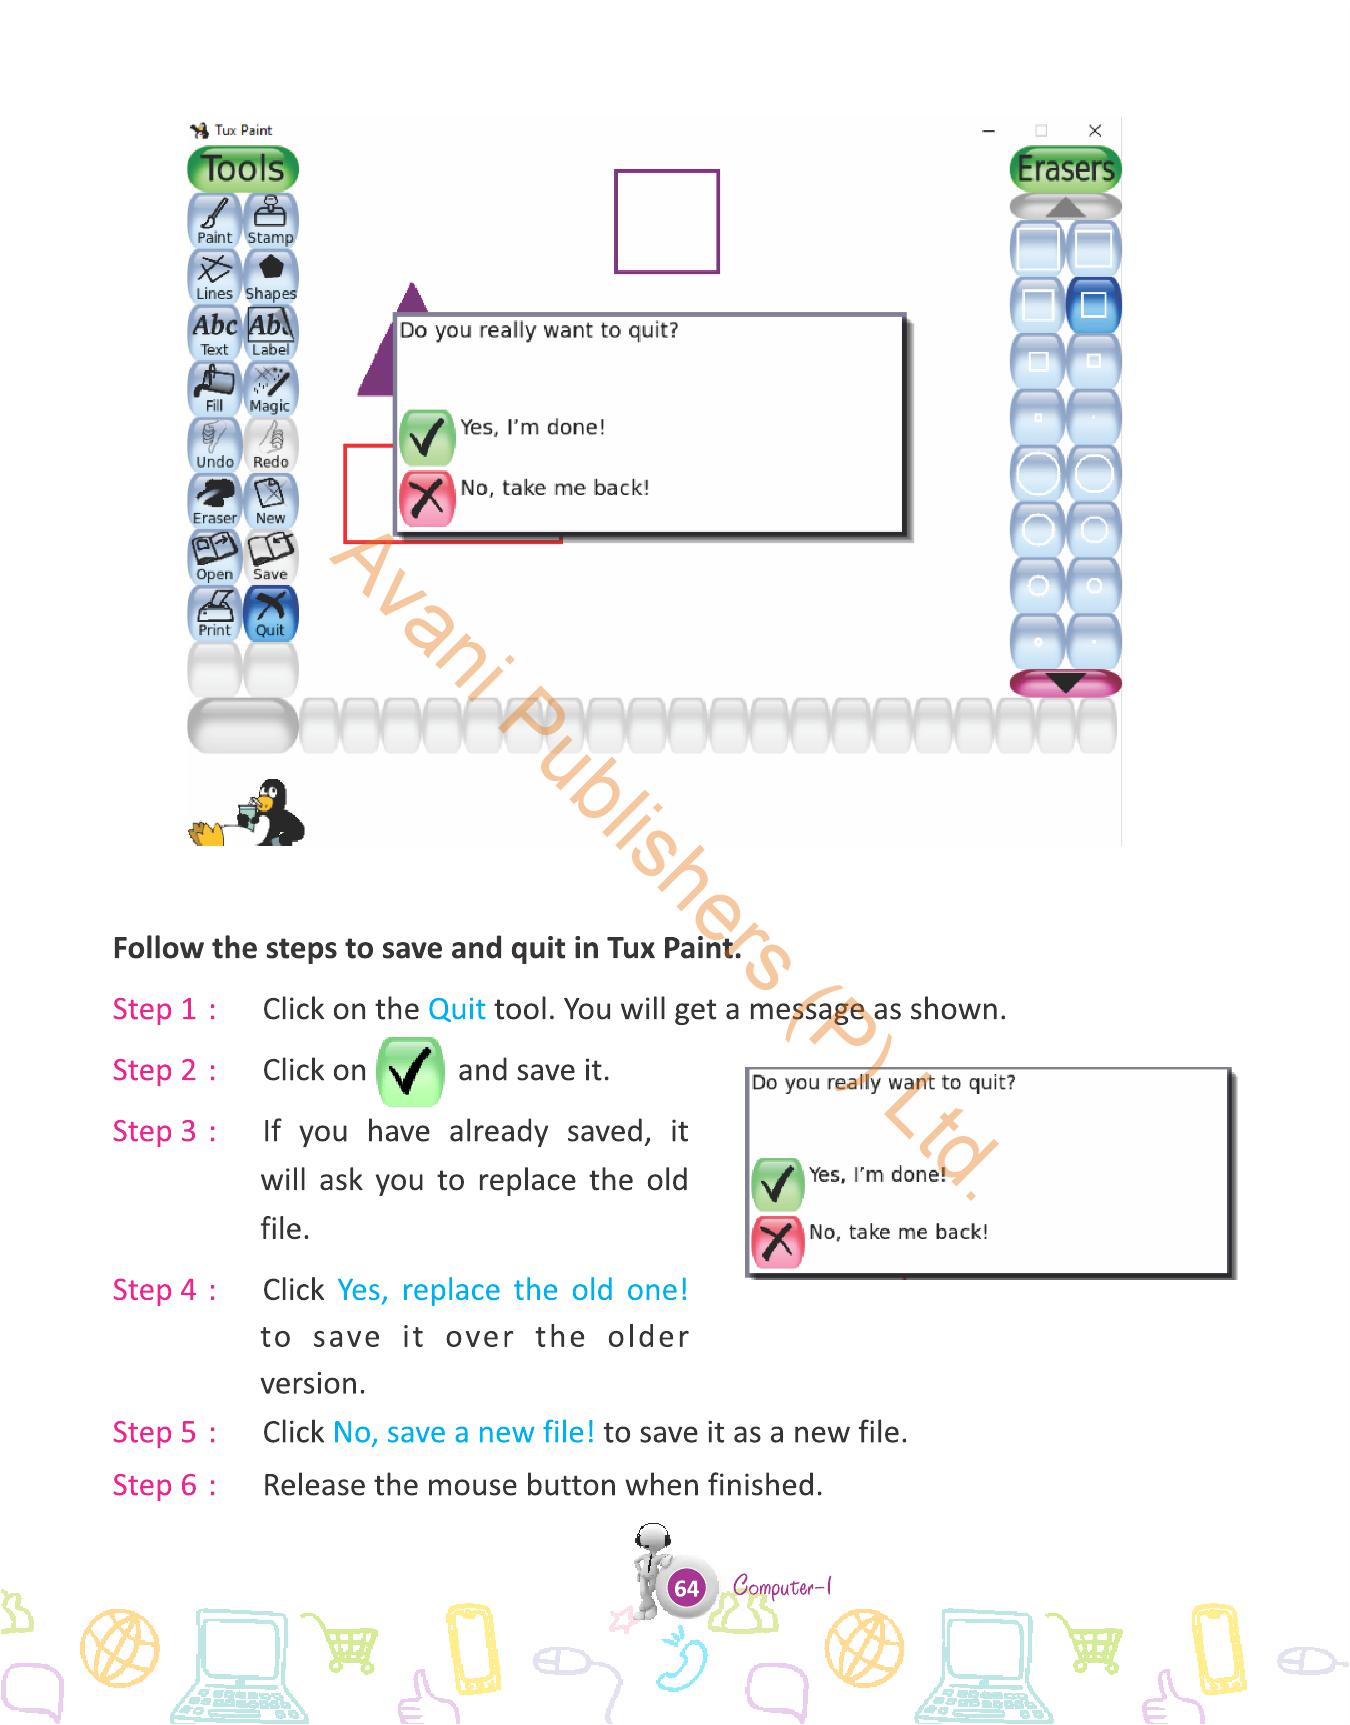 Tux Paint
Tools
Erasers
Paint Stamp
Lines Shapes
Abc Abc
Text Label
Fill Magic
Undo Redo
Eraser New
Open Save
Print Quit
Do you really want to quit?
Yes, I'm done!
No, take me back!
Avani Publishers (P) Ltd.
Follow the steps to save and quit in Tux Paint.
Step 1 : Click on the Quit tool. You will get a message as shown.
Step 2 : Click on and save it.
Step 3 : If you have already saved, it
will ask you to replace the old
file.
Step 4 : Click Yes, replace the old one!
to save it over the older
version.
Do you really want to quit?
Yes, I'm done!
No, take me back!
Step 5 : Click No, save a new file! to save it as a new file.
Step 6 : Release the mouse button when finished.
64 Computer-1